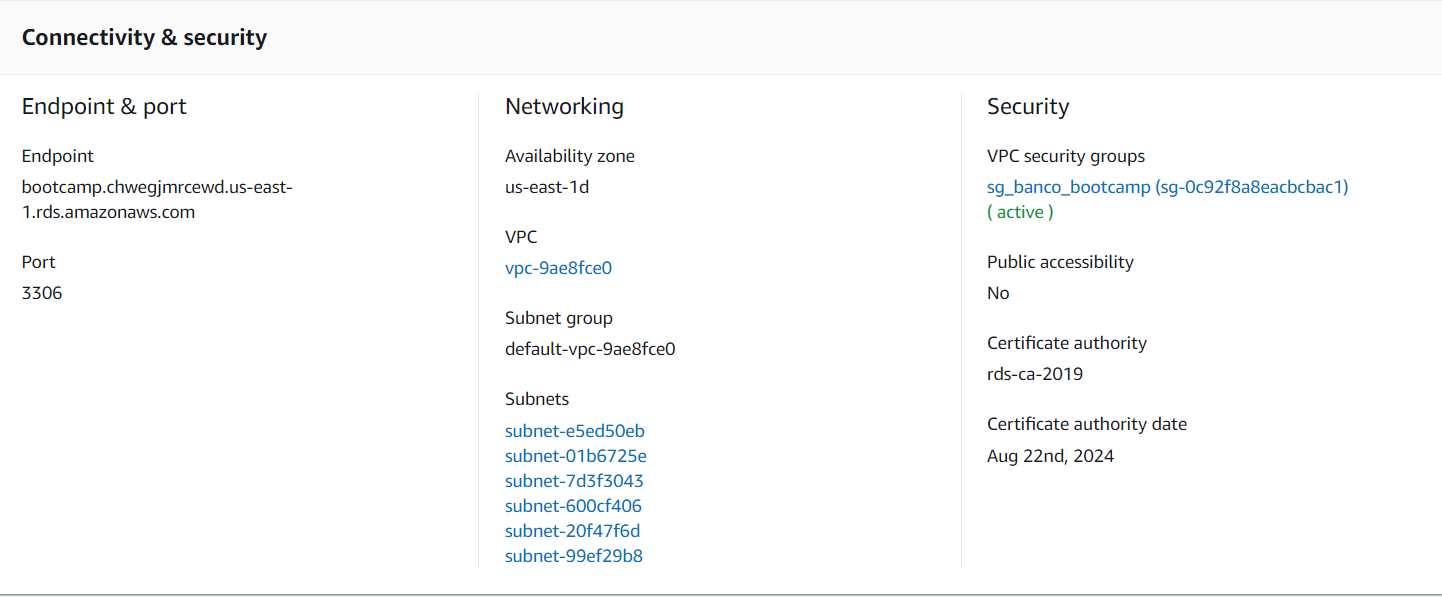 Connectivity & security
Endpoint & port
Endpoint
bootcamp.chwegjmrcewd.us-east-
1.rds.amazonaws.com
Port
3306
Networking
Availability zone
us-east-1d
VPC
vpc-9ae8fce0
Subnet group
default-vpc-9ae8fce0
Subnets
subnet-e5ed50eb
subnet-01b6725e
subnet-7d3f3043
subnet-600cf406
subnet-20f47f6d
subnet-99ef29b8
Security
VPC security groups
sg_banco_bootcamp (sg-0c92f8a8eacbcbac1)
( active )
Public accessibility
No
Certificate authority
rds-ca-2019
Certificate authority date
Aug 22nd, 2024